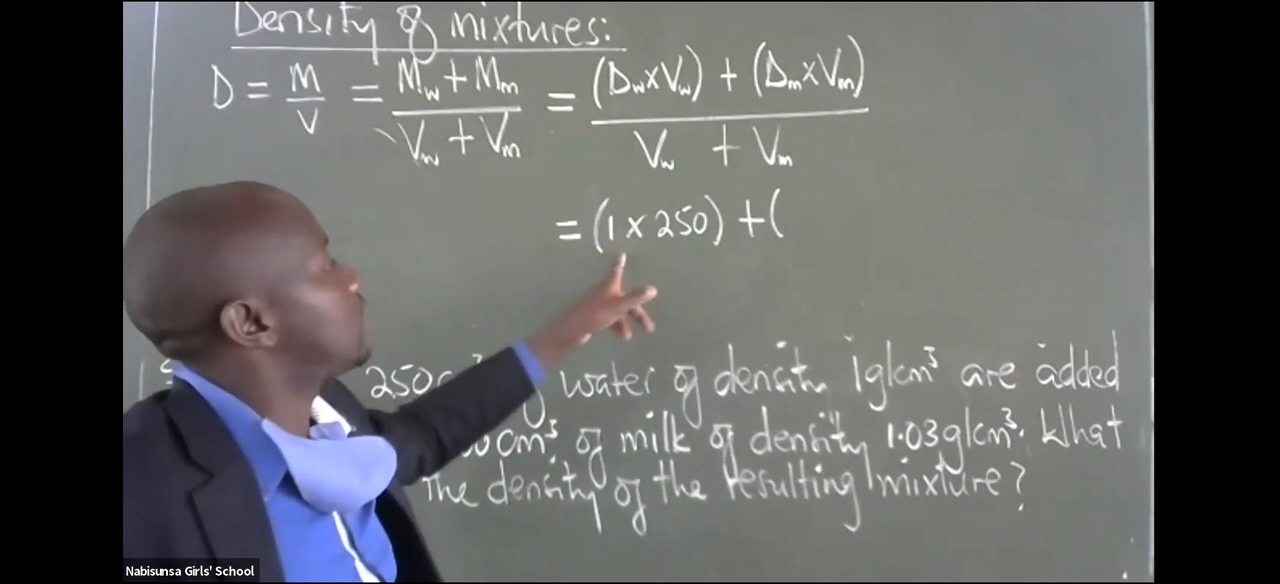 Density of mixtures:
D = M/V = Mw + Mm / Vw + Vm = (Dw x Vw) + (Dm x Vm) / Vw + Vm
= (1 x 250) + (
250c water of density 1g/cm³ are added
0cm³ of milk of density 1.03g/cm³. What
the density of the resulting mixture?
Nabisunsa Girls' School